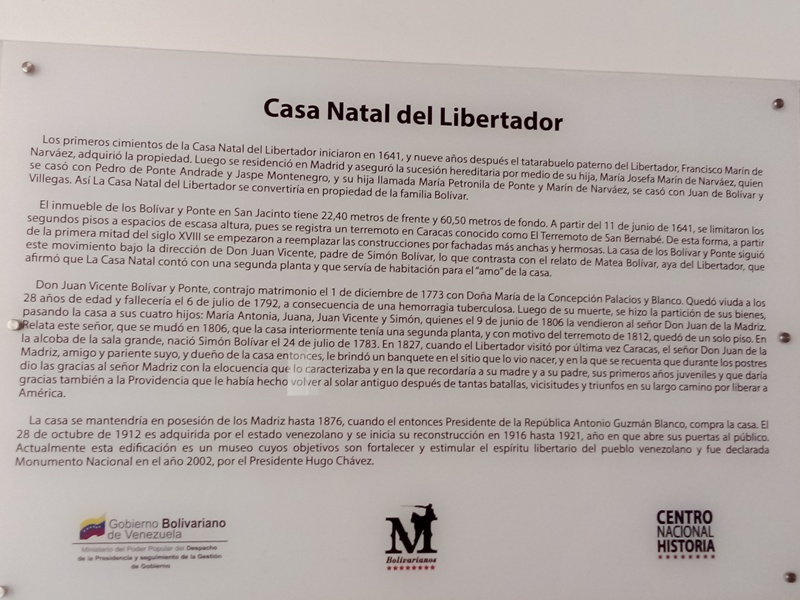 Casa Natal del Libertador
Los primeros cimientos de la Casa Natal del Libertador iniciaron en 1641, y nueve años después el tatarabuelo paterno del Libertador, Francisco Marín de
Narváez, adquirió la propiedad. Luego se residenció en Madrid y aseguró la sucesión hereditaria por medio de su hija, María Josefa Marín de Narváez, quien
se casó con Pedro de Ponte Andrade y Jaspe Montenegro, y su hija llamada María Petronila de Ponte y Marín de Narváez, se casó con Juan de Bolívar y
Villegas. Así La Casa Natal del Libertador se convertiría en propiedad de la familia Bolívar.
El inmueble de los Bolívar y Ponte en San Jacinto tiene 22,40 metros de frente y 60,50 metros de fondo. A partir del 11 de junio de 1641, se limitaron los
segundos pisos a espacios de escasa altura, pues se registra un terremoto en Caracas conocido como El Terremoto de San Bernabé. De esta forma, a partir
de la primera mitad del siglo XVIII se empezaron a reemplazar las construcciones por fachadas más anchas y hermosas. La casa de los Bolívar y Ponte siguió
este movimiento bajo la dirección de Don Juan Vicente, padre de Simón Bolívar, lo que contrasta con el relato de Matea Bolívar, aya del Libertador, que
afirmó que La Casa Natal contó con una segunda planta y que servía de habitación para el "amo" de la casa.
Don Juan Vicente Bolívar y Ponte, contrajo matrimonio el 1 de diciembre de 1773 con Doña María de la Concepción Palacios y Blanco. Quedó viuda a los
28 años de edad y fallecería el 6 de julio de 1792, a consecuencia de una hemorragia tuberculosa. Luego de su muerte, se hizo la partición de sus bienes,
pasando la casa a sus cuatro hijos: María Antonia, Juana, Juan Vicente y Simón, quienes el 9 de junio de 1806 la vendieron al señor Don Juan de la Madriz.
Relata este señor, que se mudó en 1806, que la casa interiormente tenía una segunda planta, y con motivo del terremoto de 1812, quedó de un solo piso. En
la alcoba de la sala grande, nació Simón Bolívar el 24 de julio de 1783. En 1827, cuando el Libertador visitó por última vez Caracas, el señor Don Juan de la
Madriz, amigo y pariente suyo, y dueño de la casa entonces, le brindó un banquete en el sitio que lo vio nacer, y en la que se recuenta que durante los postres
dio las gracias al señor Madriz con la elocuencia que lo caracterizaba y en la que recordaría a su madre y a su padre, sus primeros años juveniles y que daría
gracias también a la Providencia que le había hecho volver al solar antiguo después de tantas batallas, vicisitudes y triunfos en su largo camino por liberar a
América.
La casa se mantendría en posesión de los Madriz hasta 1876, cuando el entonces Presidente de la República Antonio Guzmán Blanco, compra la casa. El
28 de octubre de 1912 es adquirida por el estado venezolano y se inicia su reconstrucción en 1916 hasta 1921, año en que abre sus puertas al público.
Actualmente esta edificación es un museo cuyos objetivos son fortalecer y estimular el espíritu libertario del pueblo venezolano y fue declarada
Monumento Nacional en el año 2002, por el Presidente Hugo Chávez.
Gobierno Bolivariano
de Venezuela
Ministerio del Poder Popular del Despacho
de la Presidencia y seguimiento de la Gestión
de Gobierno
M
Bolivarianos
CENTRO
NACIONAL
HISTORIA